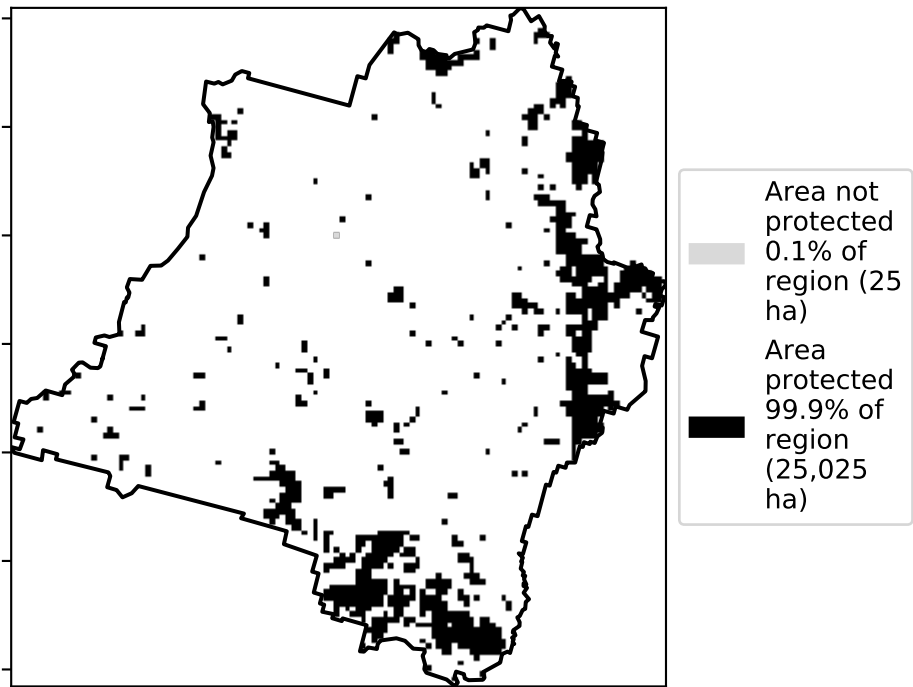 Area not
protected
0.1% of
region (25
ha)
Area
protected
99.9% of
region
(25,025
ha)